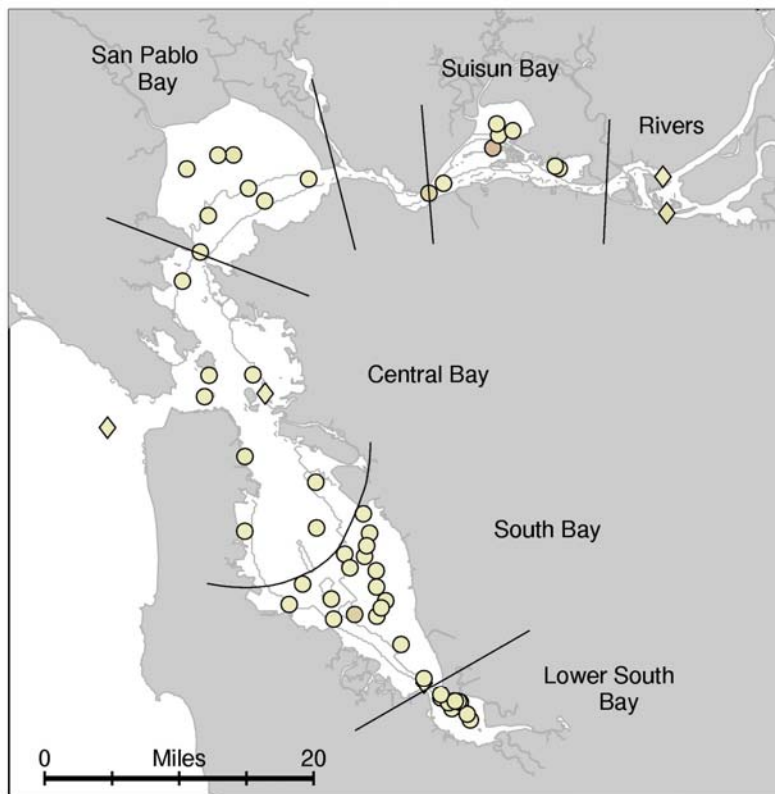 San Pablo
Bay
Suisun Bay
Rivers
Central Bay
South Bay
Lower South
Bay
0 Miles 20